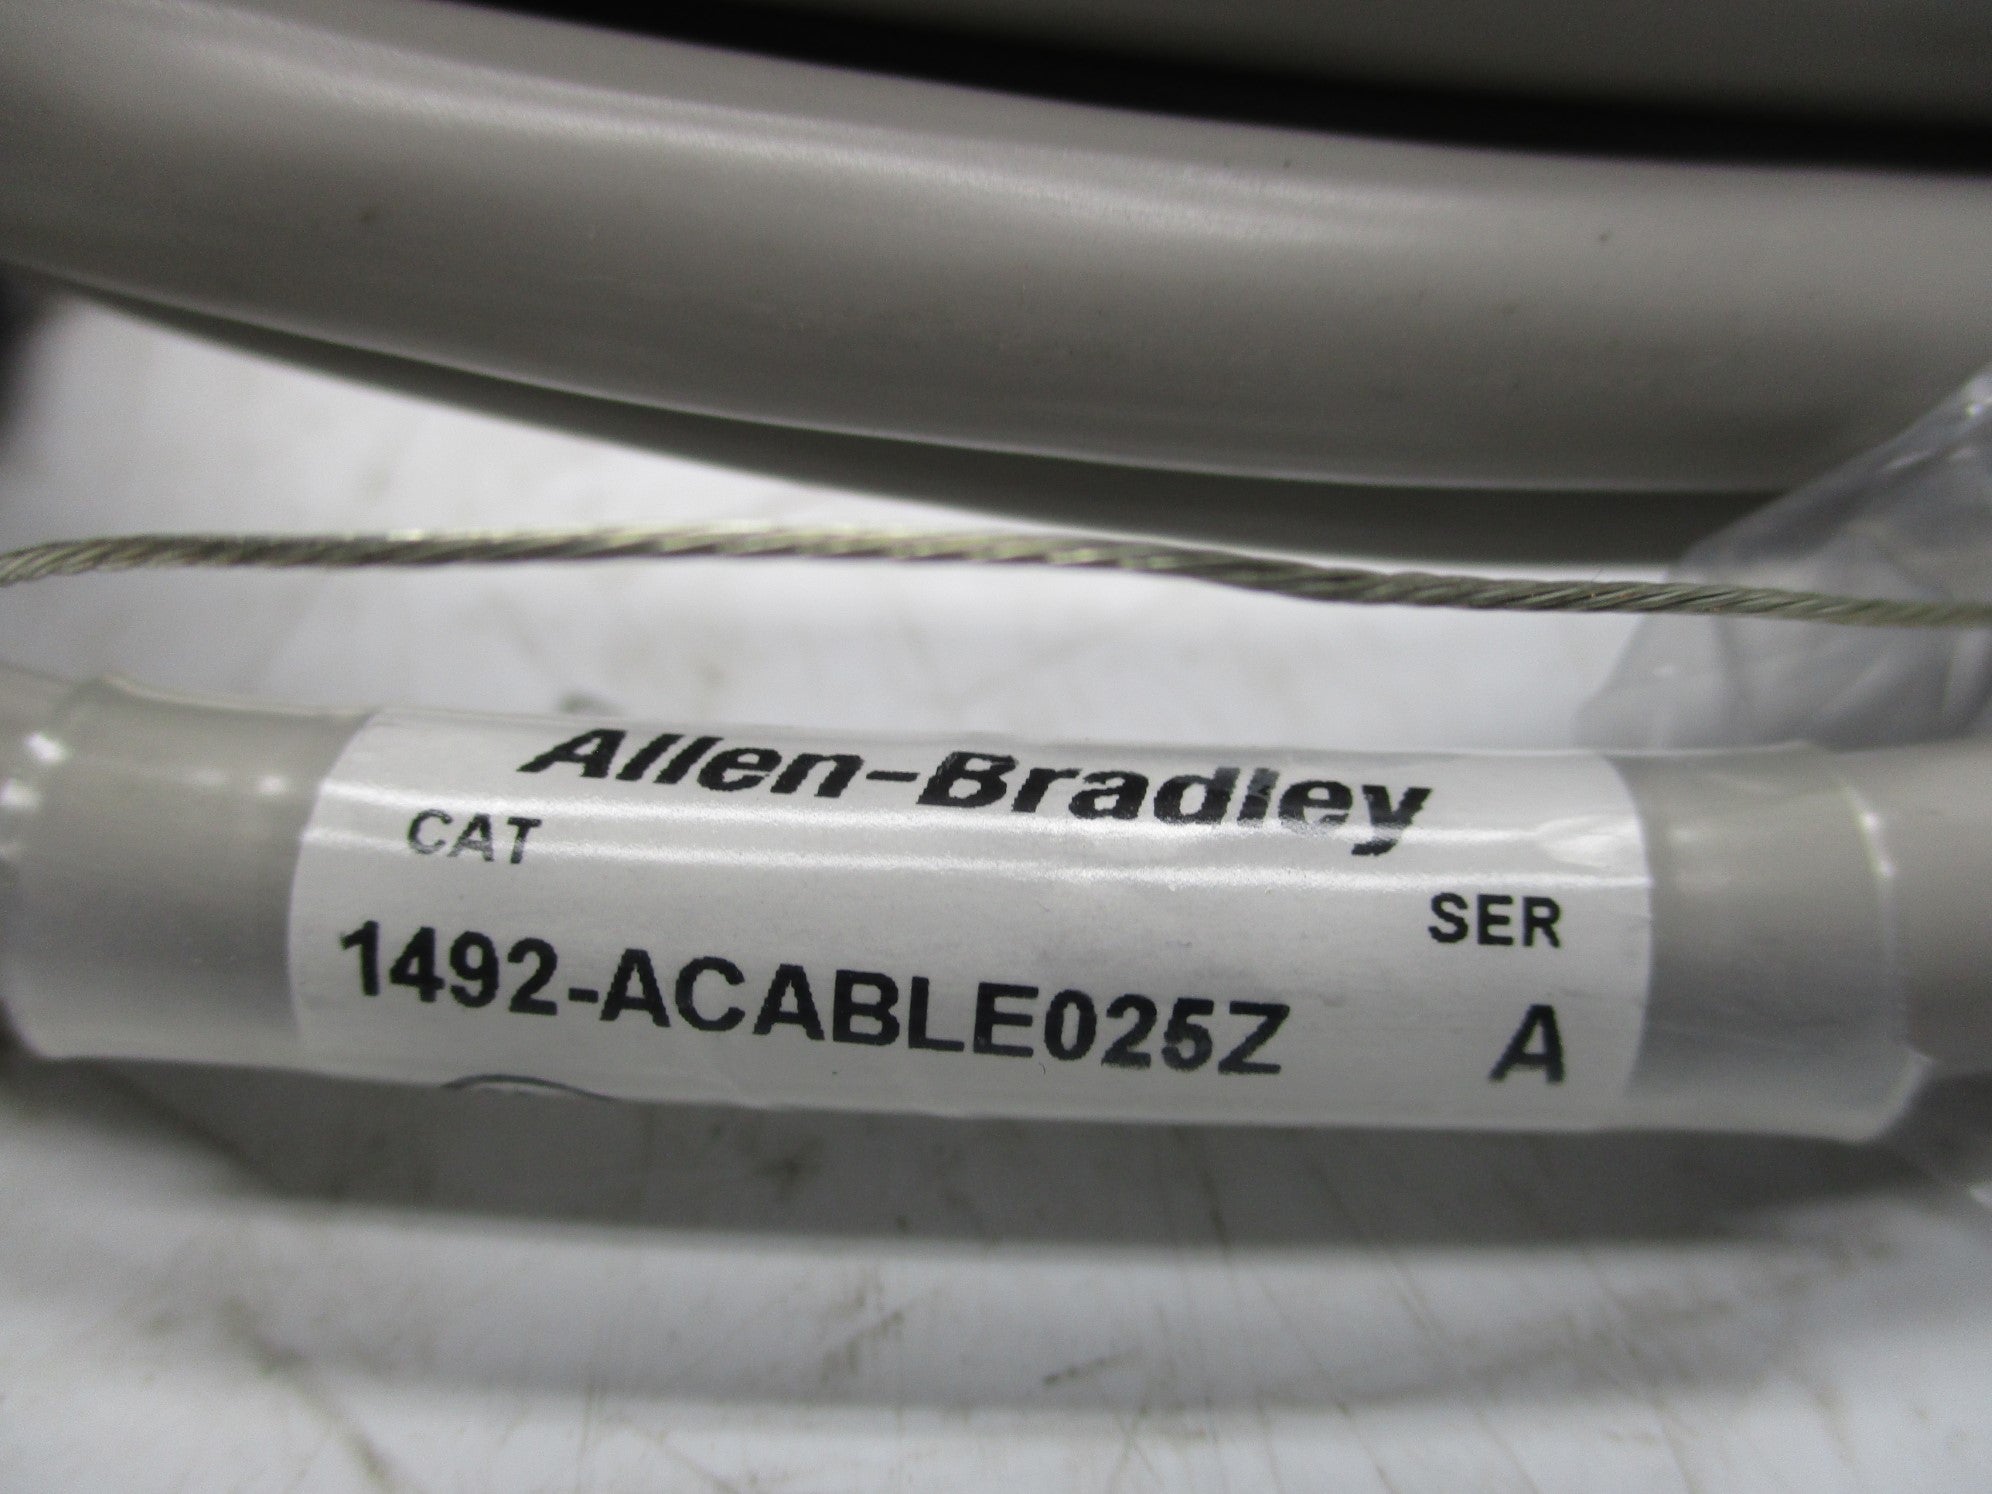 Allen-Bradley
CAT
SER
1492-ACABLE025Z
A